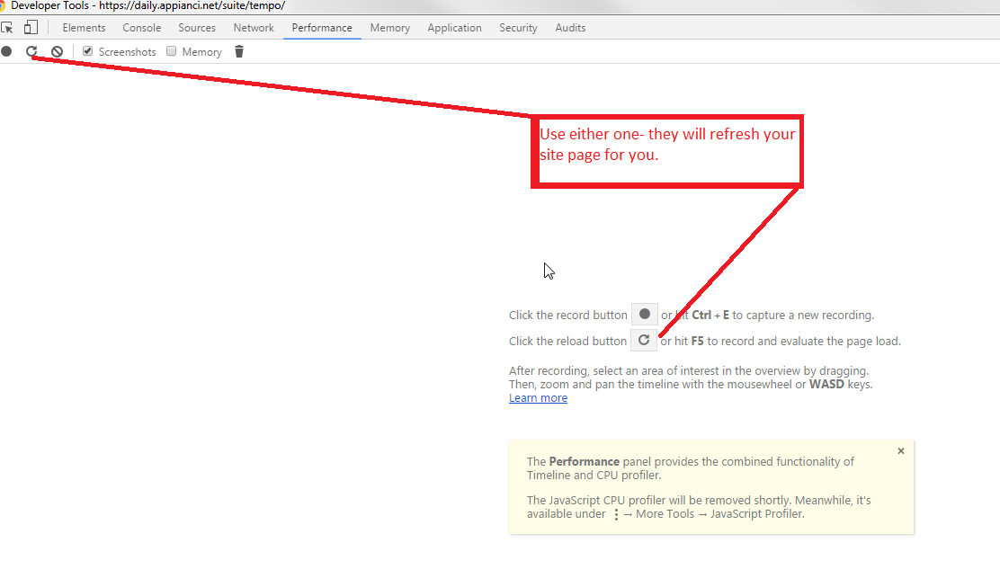 Developer Tools - https://daily.appianci.net/suite/tempo/
Elements Console Sources Network Performance Memory Application Security Audits
Screenshots Memory
Use either one- they will refresh your
site page for you.
Click the record button or hit Ctrl + E to capture a new recording.
Click the reload button or hit F5 to record and evaluate the page load.
After recording, select an area of interest in the overview by dragging.
Then, zoom and pan the timeline with the mousewheel or WASD keys.
Learn more
The Performance panel provides the combined functionality of
Timeline and CPU profiler.
The JavaScript CPU profiler will be removed shortly. Meanwhile, it's
available under ⋮ → More Tools → JavaScript Profiler.